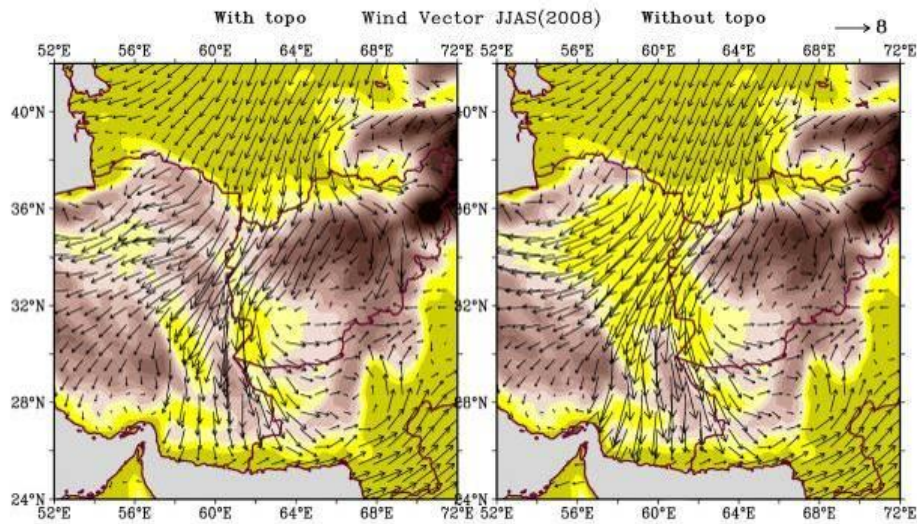 With topo Wind Vector JJAS(2008) Without topo
8
52°E 56°E 60°E 64°E 68°E 72°E 52°E 56°E 60°E 64°E 68°E 72°E
40°N 40°N
36°N 36°N
32°N 32°N
28°N 28°N
24°N 24°N
52°E 56°E 60°E 64°E 68°E 72°E 52°E 56°E 60°E 64°E 68°E 72°E